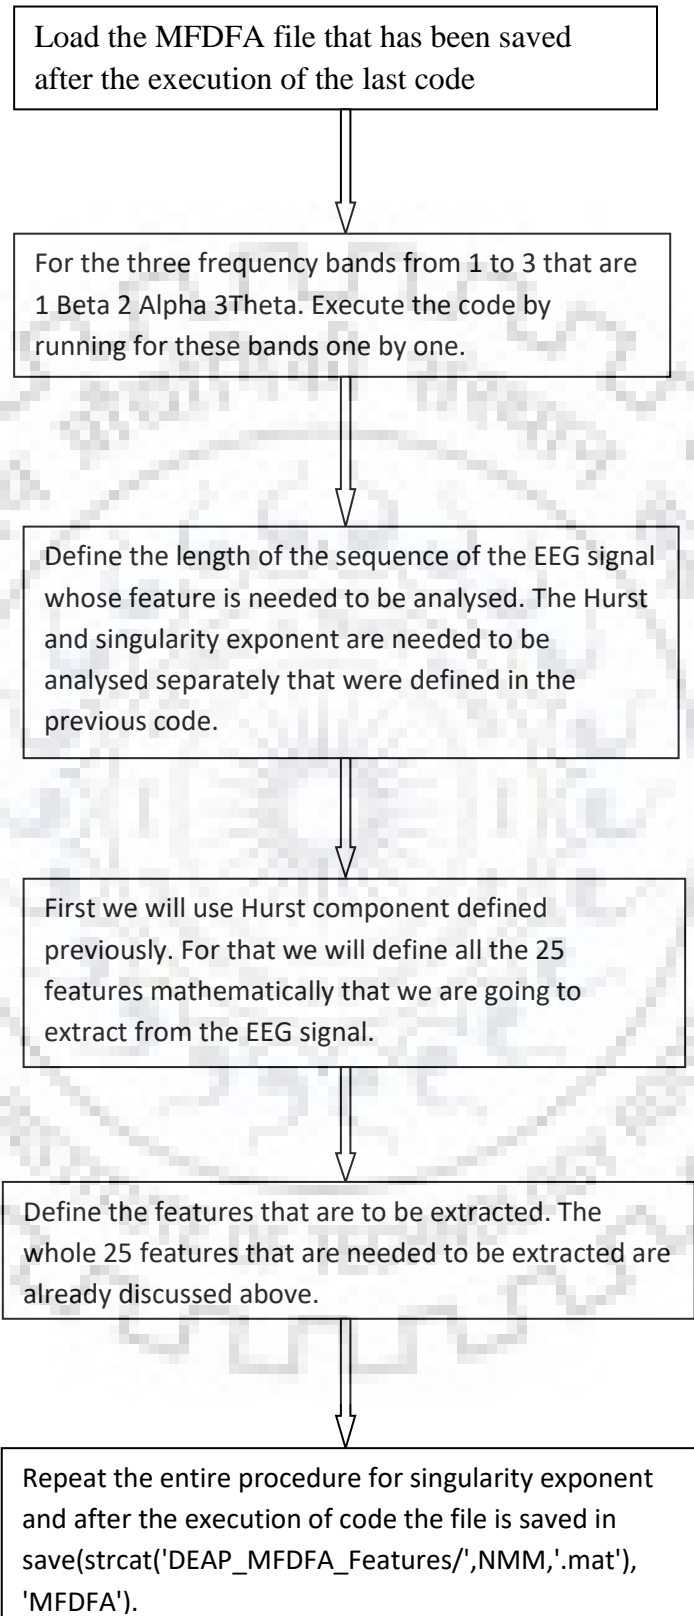 Load the MFDFA file that has been saved
after the execution of the last code
For the three frequency bands from 1 to 3 that are
1 Beta 2 Alpha 3Theta. Execute the code by
running for these bands one by one.
Define the length of the sequence of the EEG signal
whose feature is needed to be analysed. The Hurst
and singularity exponent are needed to be
analysed separately that were defined in the
previous code.
First we will use Hurst component defined
previously. For that we will define all the 25
features mathematically that we are going to
extract from the EEG signal.
Define the features that are to be extracted. The
whole 25 features that are needed to be extracted are
already discussed above.
Repeat the entire procedure for singularity exponent
and after the execution of code the file is saved in
save(strcat('DEAP_MFDFA_Features/',NMM,'.mat'),
'MFDFA').